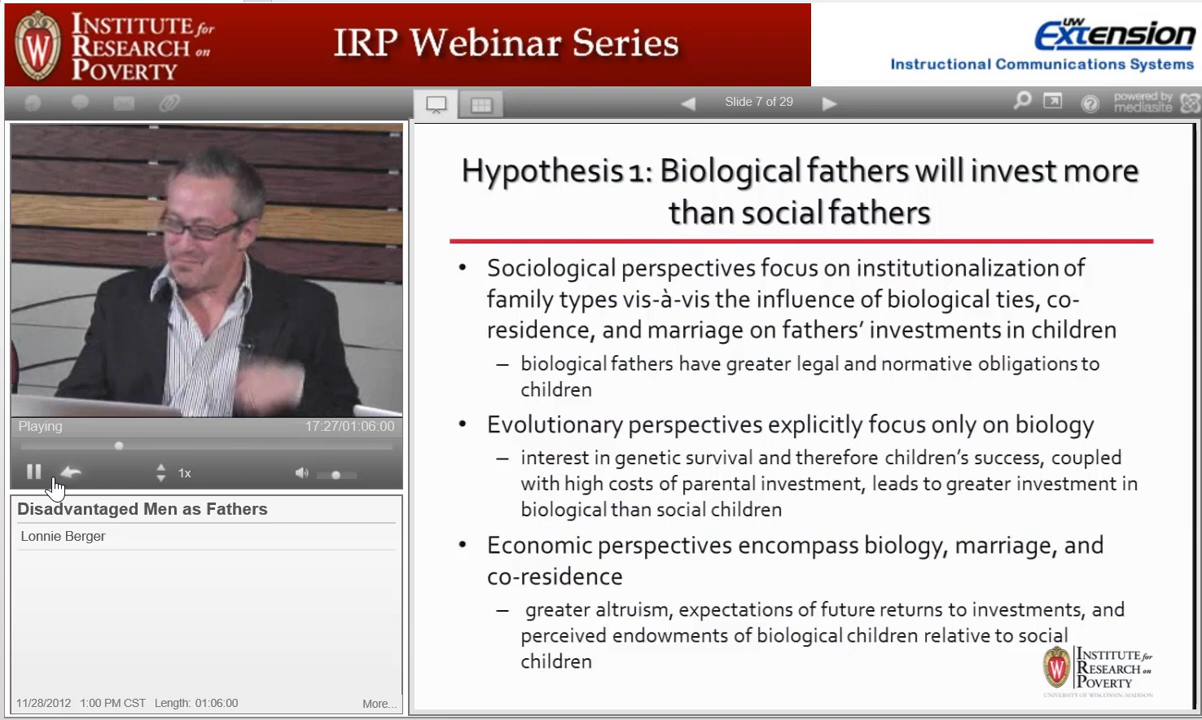 INSTITUTE for
RESEARCH on
POVERTY
IRP Webinar Series
UW
Extension
Instructional Communications Systems
Slide 7 of 29
powered by
mediasite
Hypothesis 1: Biological fathers will invest more
than social fathers
• Sociological perspectives focus on institutionalization of
family types vis-à-vis the influence of biological ties, co-
residence, and marriage on fathers' investments in children
– biological fathers have greater legal and normative obligations to
children
• Evolutionary perspectives explicitly focus only on biology
– interest in genetic survival and therefore children's success, coupled
with high costs of parental investment, leads to greater investment in
biological than social children
• Economic perspectives encompass biology, marriage, and
co-residence
– greater altruism, expectations of future returns to investments, and
perceived endowments of biological children relative to social
children
INSTITUTE for
RESEARCH on
POVERTY
UNIVERSITY OF WISCONSIN–MADISON
Playing 17:27/01:06:00
1x
Disadvantaged Men as Fathers
Lonnie Berger
11/28/2012 1:00 PM CST Length: 01:06:00 More...